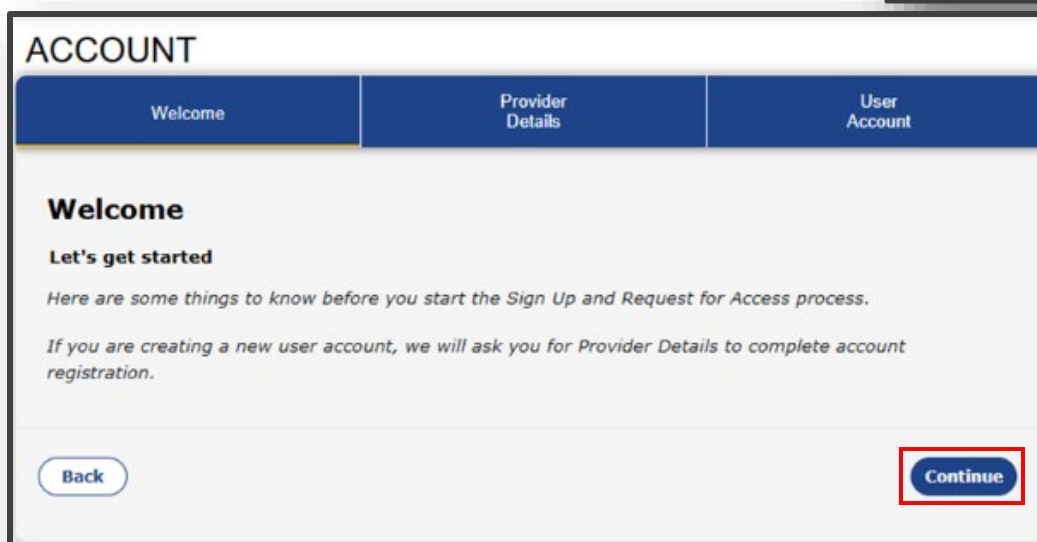 ACCOUNT
Welcome
Provider
Details
User
Account
Welcome
Let's get started
Here are some things to know before you start the Sign Up and Request for Access process.
If you are creating a new user account, we will ask you for Provider Details to complete account
registration.
Back
Continue